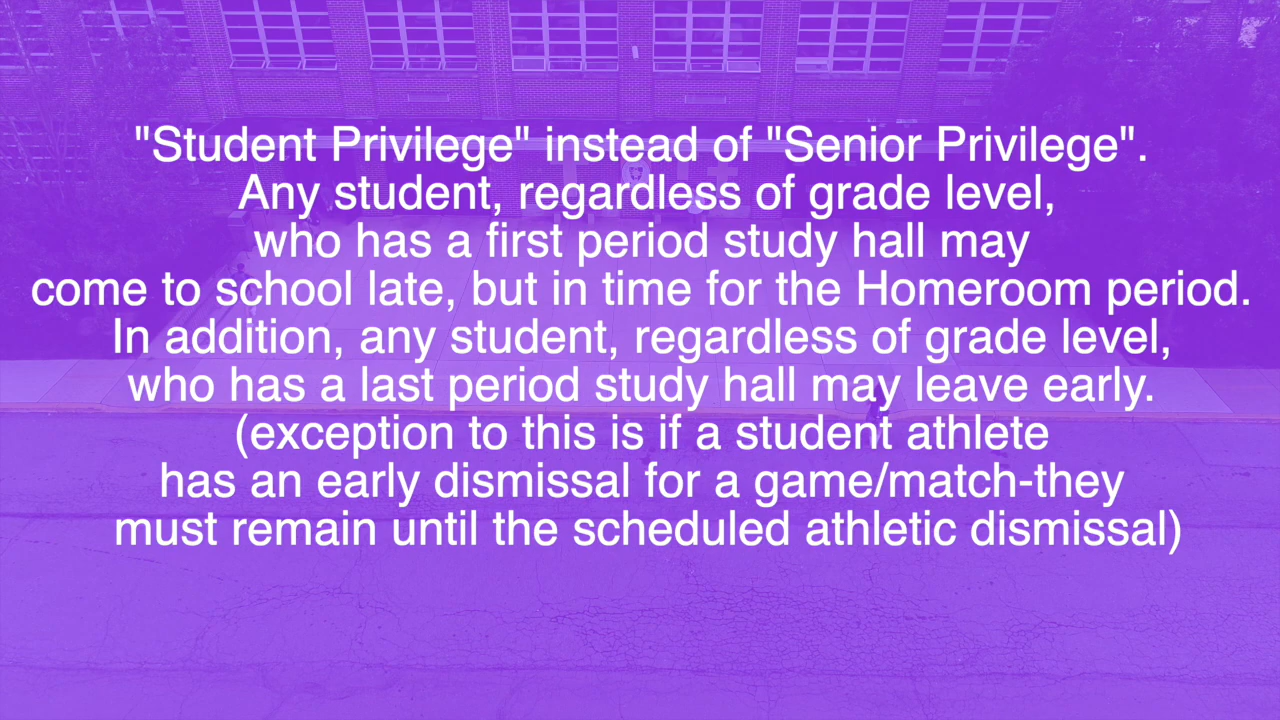 "Student Privilege" instead of "Senior Privilege".
Any student, regardless of grade level,
who has a first period study hall may
come to school late, but in time for the Homeroom period.
In addition, any student, regardless of grade level,
who has a last period study hall may leave early.
(exception to this is if a student athlete
has an early dismissal for a game/match-they
must remain until the scheduled athletic dismissal)